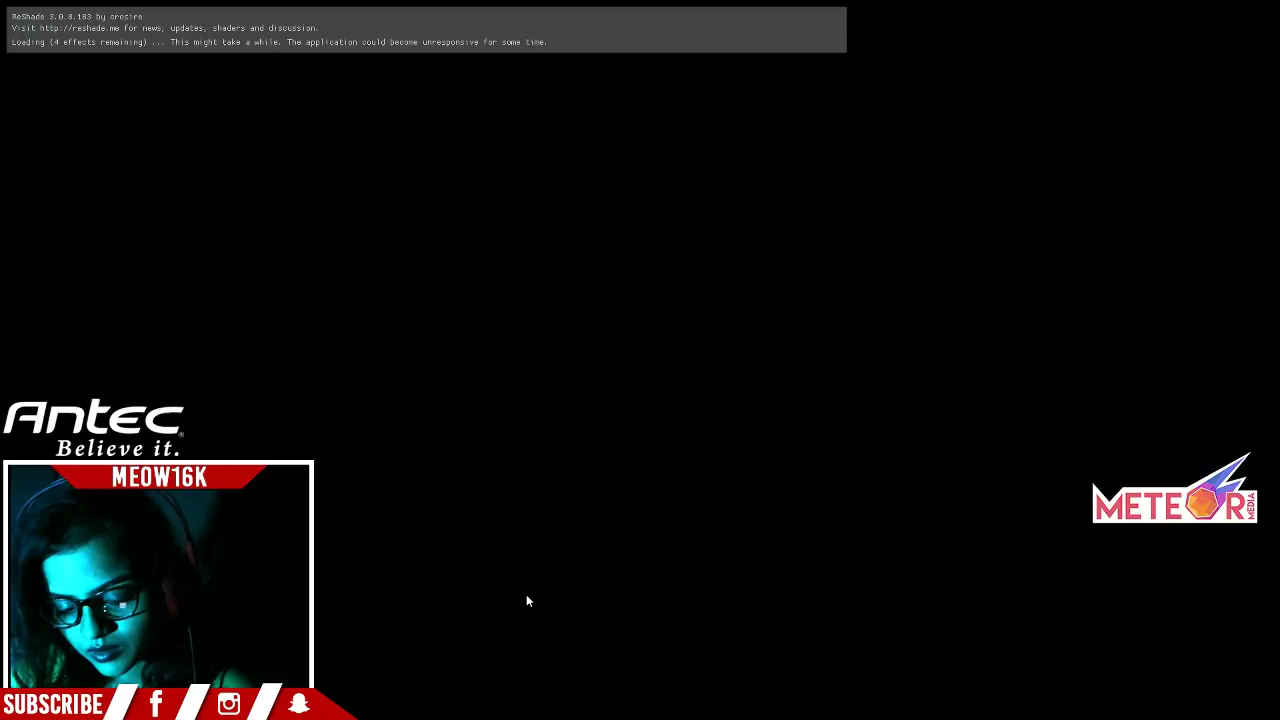 ReShade 3.0.8.183 by crosire
Visit http://reshade.me for news, updates, shaders and discussion.
Loading (4 effects remaining) ... This might take a while. The application could become unresponsive for some time.
Antec®
Believe it.
MEOW16K
METEOR MEDIA
SUBSCRIBE